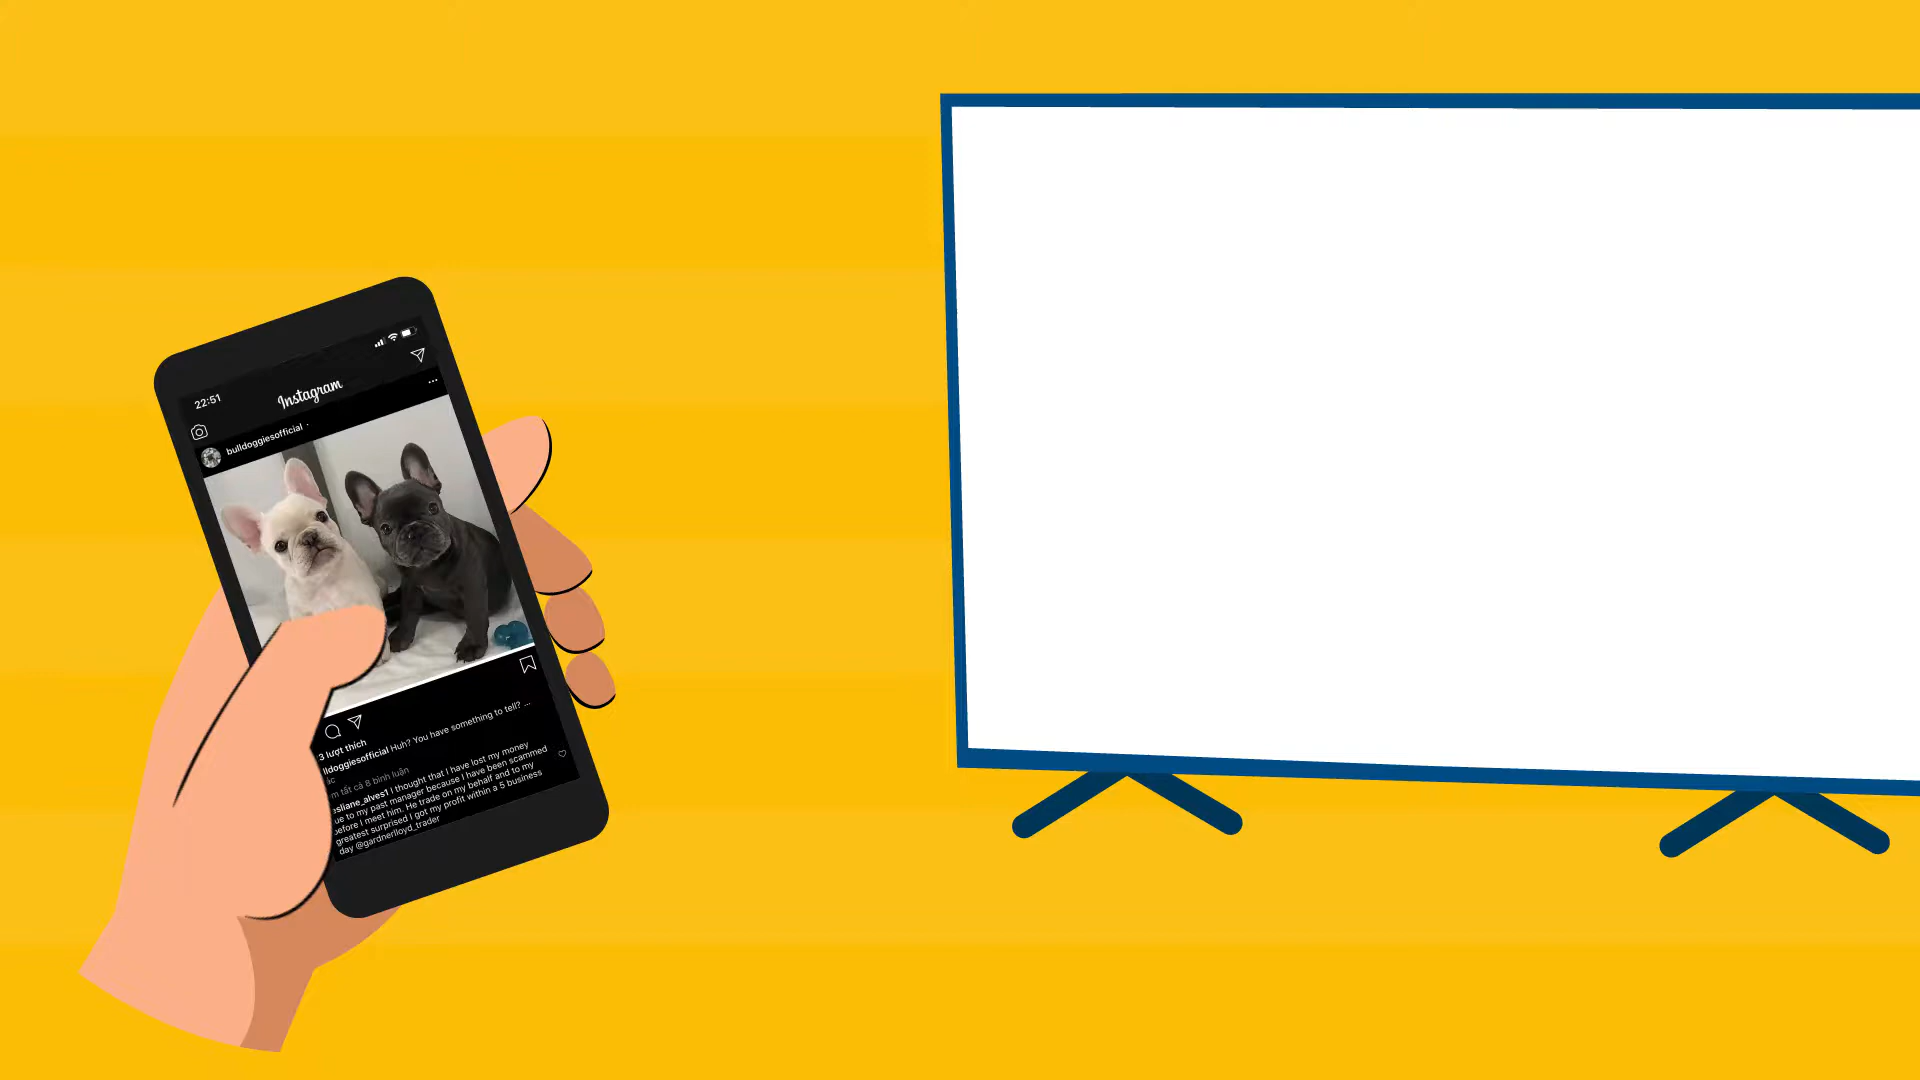 22:51
Instagram
bulldoggiesofficial ·
3 lượt thích
lldoggiesofficial Huh? You have something to tell? ...
m tất cả 8 bình luận
esliane_alves1 I thought that I have lost my money
ue to my past manager because I have been scammed
before I meet him. He trade on my behalf and to my
greatest surprised I got my profit within a 5 business
day @gardnerlloyd_trader